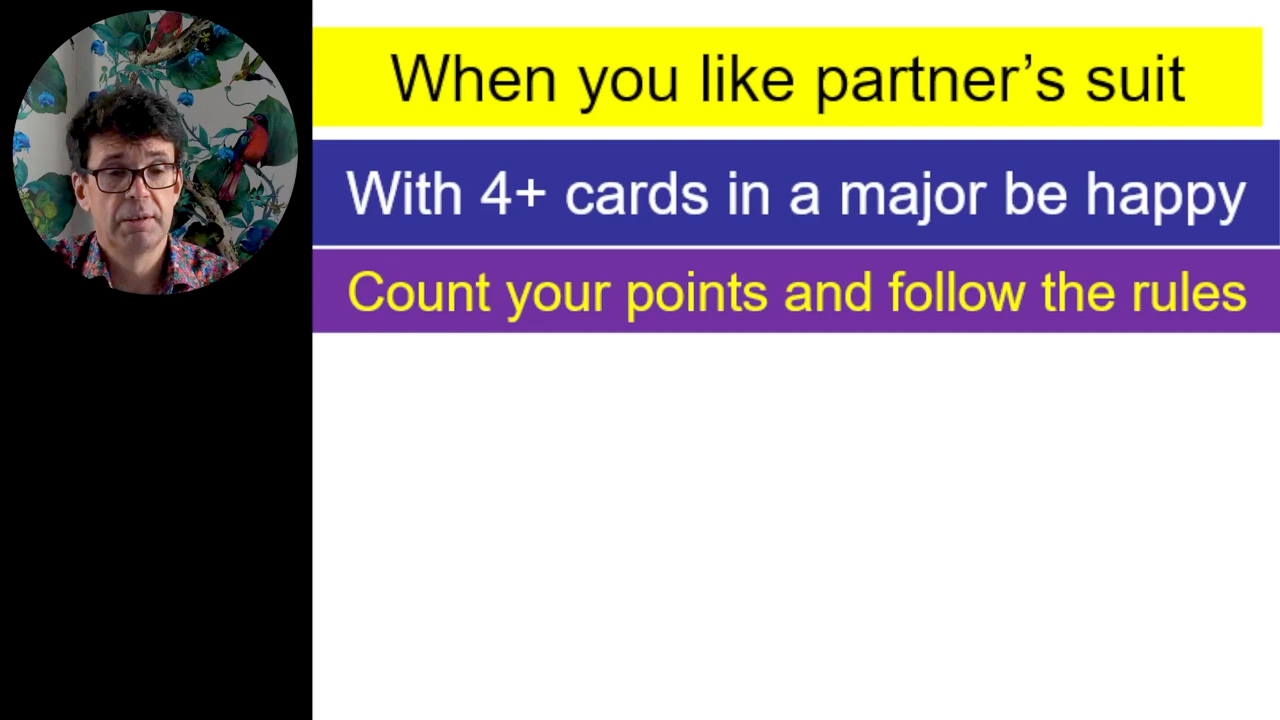 When you like partner’s suit
With 4+ cards in a major be happy
Count your points and follow the rules